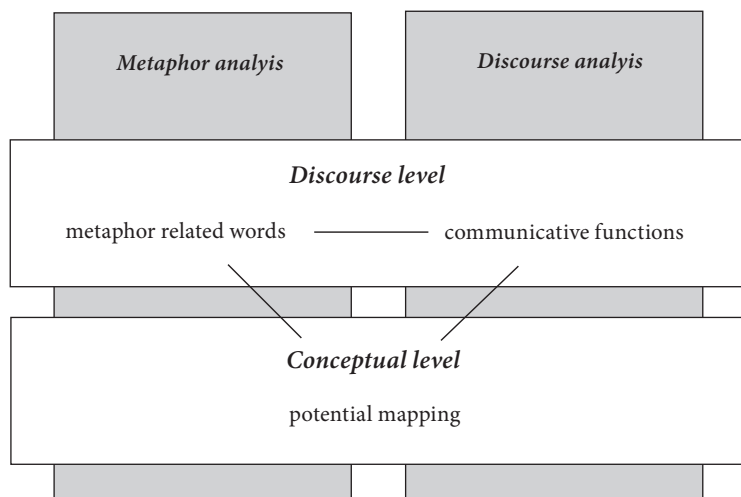 Metaphor analyis
Discourse analyis
Discourse level
metaphor related words
communicative functions
Conceptual level
potential mapping